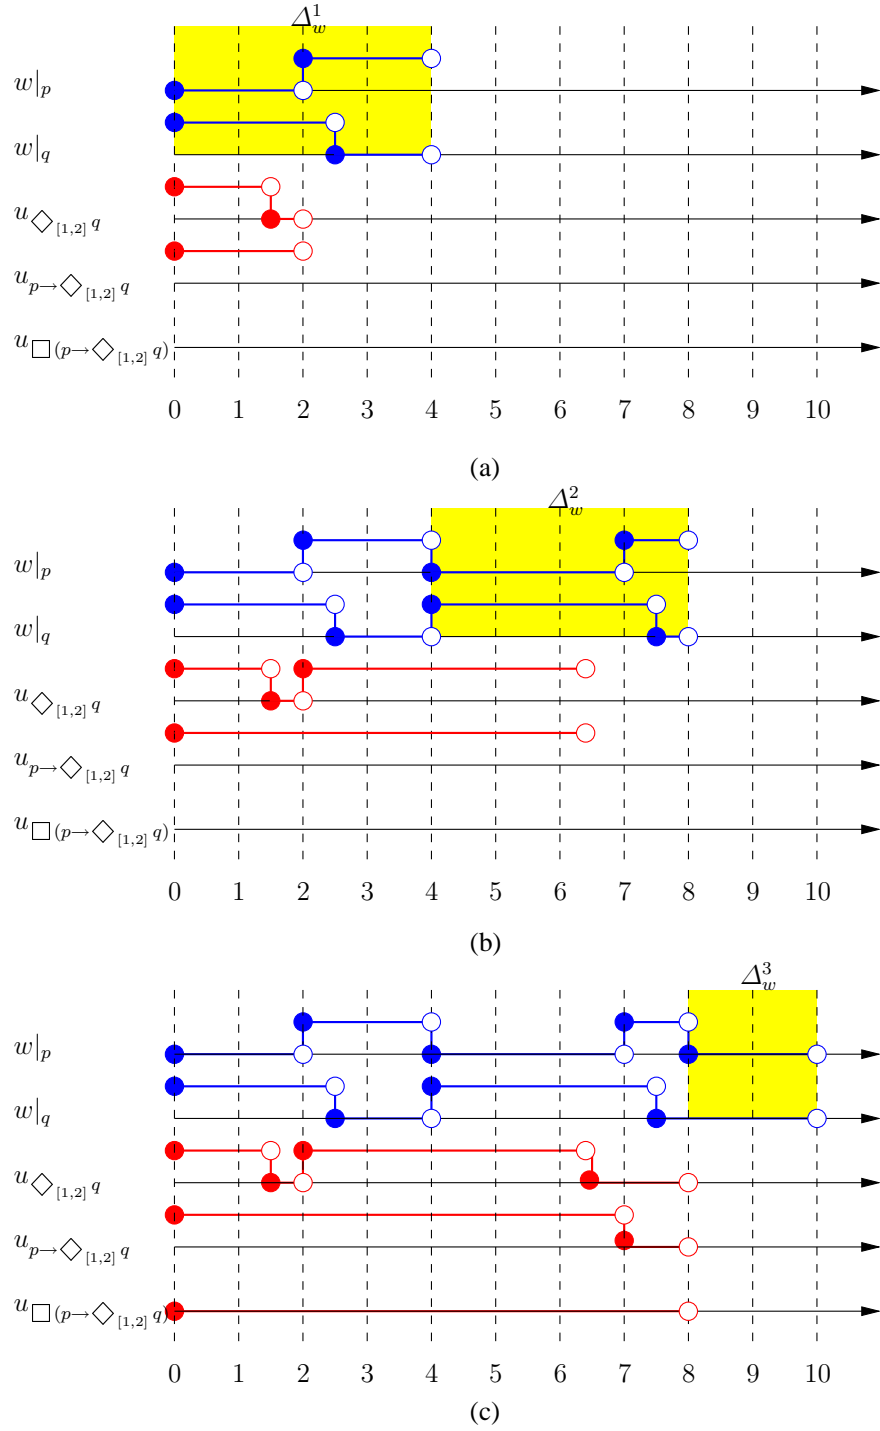 Δ_w^1
w|_p
w|_q
u_{◇_{[1,2]} q}
u_{p→◇_{[1,2]} q}
u_{□(p→◇_{[1,2]} q)}
0 1 2 3 4 5 6 7 8 9 10
(a)
Δ_w^2
w|_p
w|_q
u_{◇_{[1,2]} q}
u_{p→◇_{[1,2]} q}
u_{□(p→◇_{[1,2]} q)}
0 1 2 3 4 5 6 7 8 9 10
(b)
Δ_w^3
w|_p
w|_q
u_{◇_{[1,2]} q}
u_{p→◇_{[1,2]} q}
u_{□(p→◇_{[1,2]} q)}
0 1 2 3 4 5 6 7 8 9 10
(c)